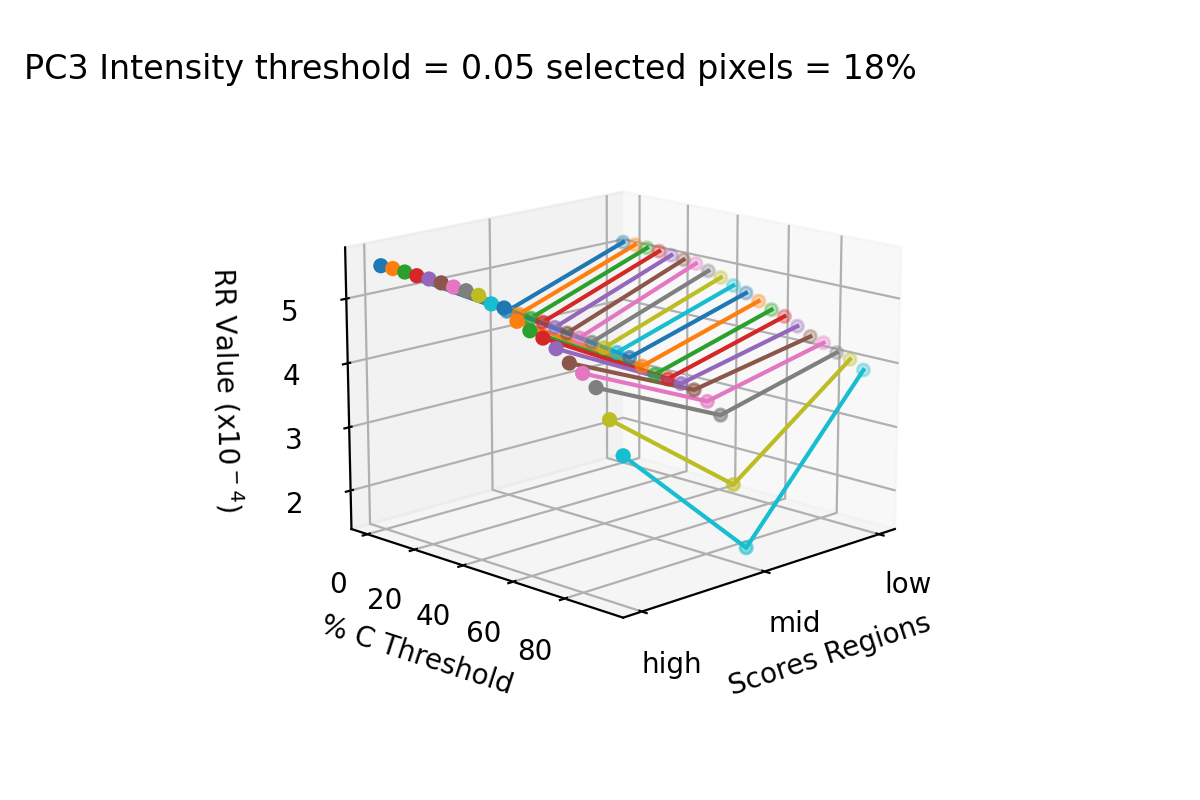 PC3 Intensity threshold = 0.05 selected pixels = 18%
RR Value (x10⁻⁴)
5
4
3
2
0
20
40
60
80
% C Threshold
high
mid
low
Scores Regions